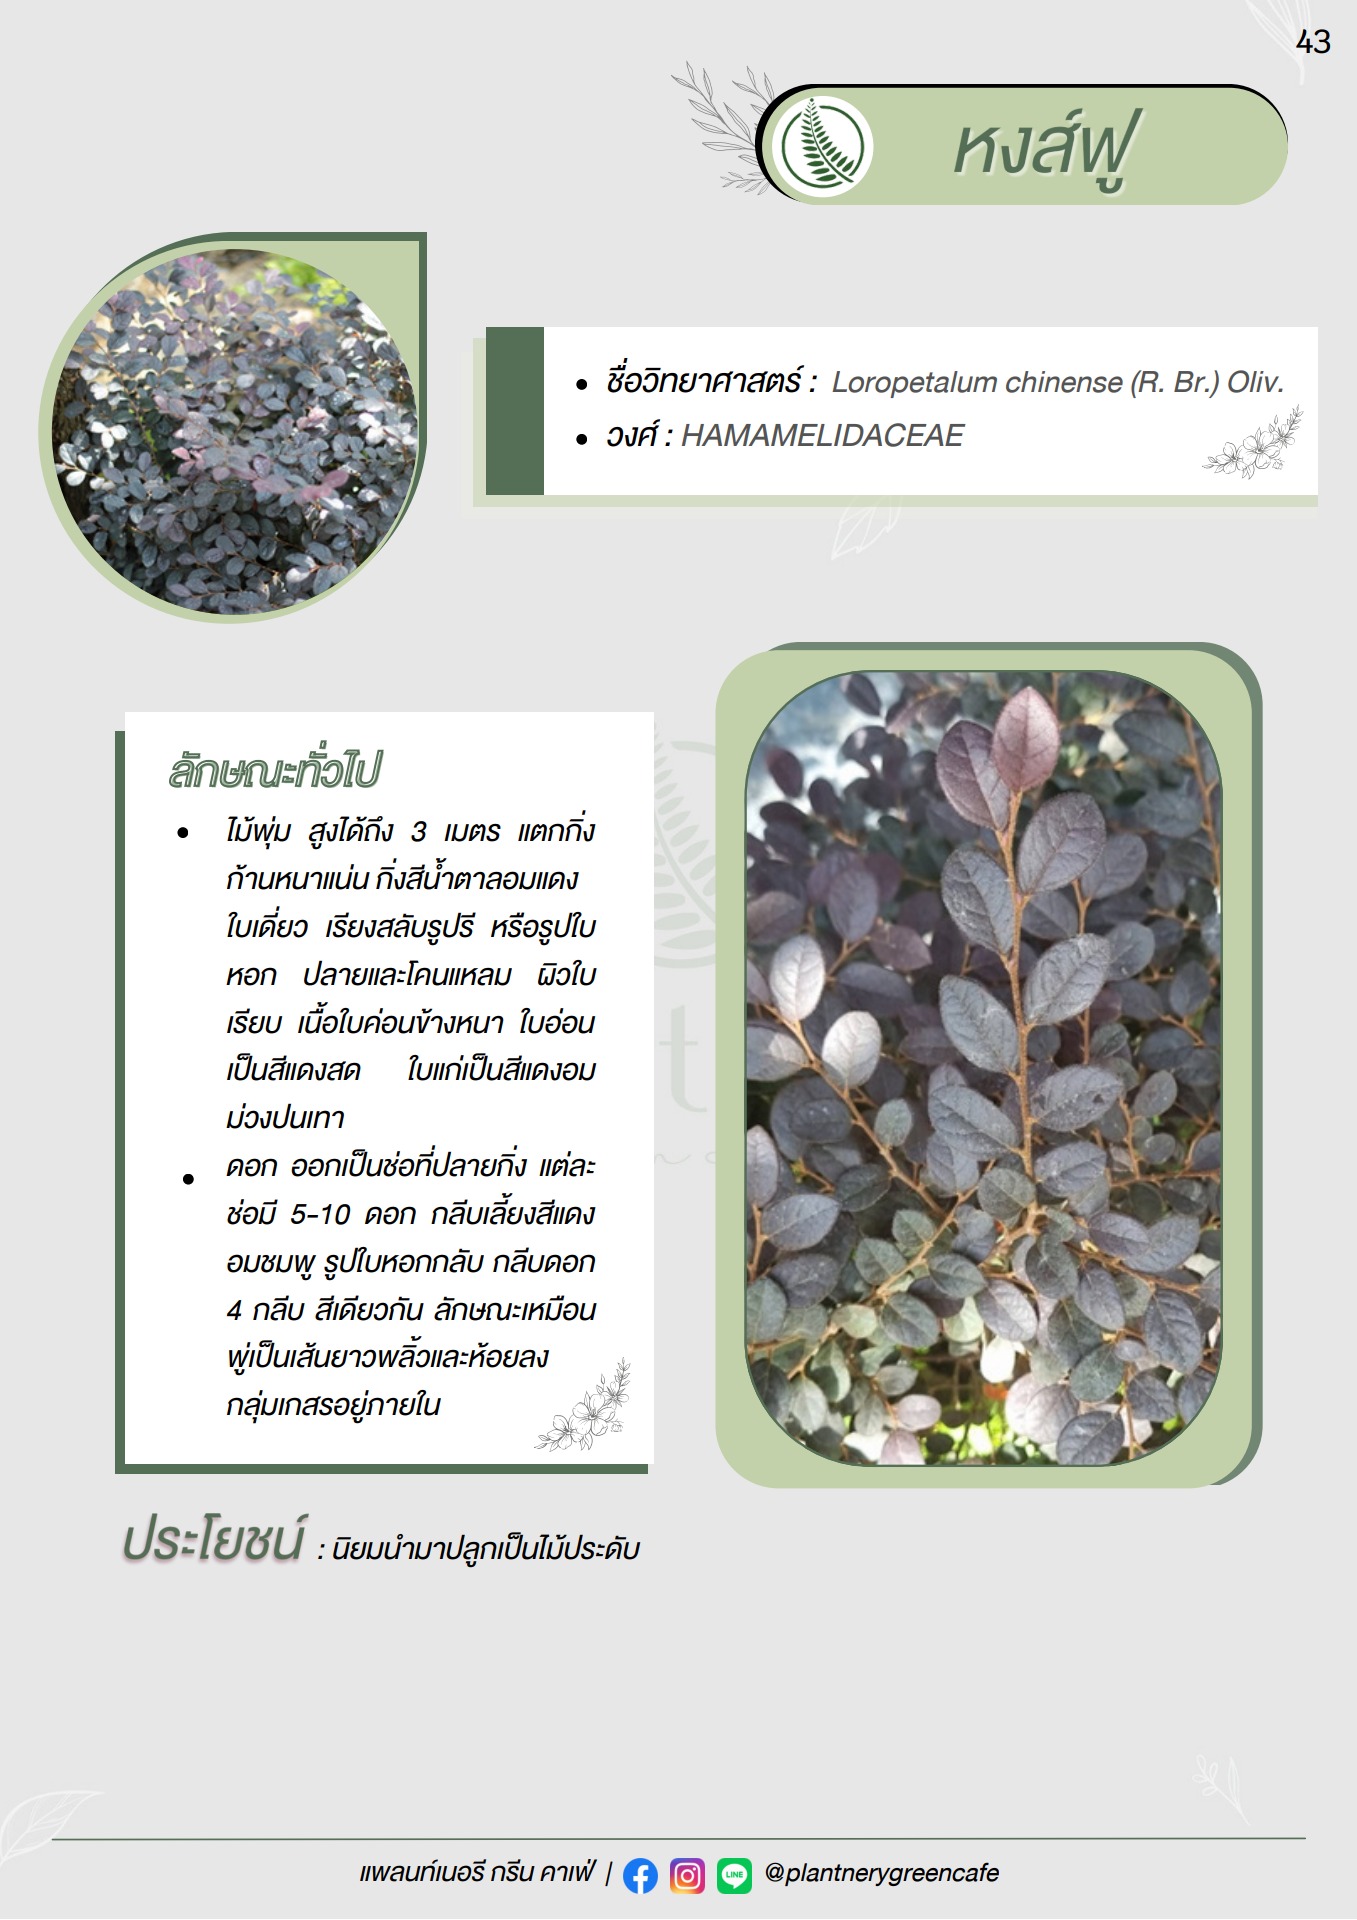 43
หงส์ฟู
• ชื่อวิทยาศาสตร์ : Loropetalum chinense (R. Br.) Oliv.
• วงศ์ : HAMAMELIDACEAE
ลักษณะทั่วไป
• ไม้พุ่ม สูงได้ถึง 3 เมตร แตกกิ่ง
ก้านหนาแน่น กิ่งสีน้ำตาลอมแดง
ใบเดี่ยว เรียงสลับรูปรี หรือรูปใบ
หอก ปลายและโคนแหลม ผิวใบ
เรียบ เนื้อใบค่อนข้างหนา ใบอ่อน
เป็นสีแดงสด ใบแก่เป็นสีแดงอม
ม่วงปนเทา
• ดอก ออกเป็นช่อที่ปลายกิ่ง แต่ละ
ช่อมี 5-10 ดอก กลีบเลี้ยงสีแดง
อมชมพู รูปใบหอกกลับ กลีบดอก
4 กลีบ สีเดียวกัน ลักษณะเหมือน
พู่เป็นเส้นยาวพลิ้วและห้อยลง
กลุ่มเกสรอยู่ภายใน
t
ประโยชน์ : นิยมนำมาปลูกเป็นไม้ประดับ
แพลนท์เนอรี กรีน คาเฟ่ | LINE @plantnerygreencafe